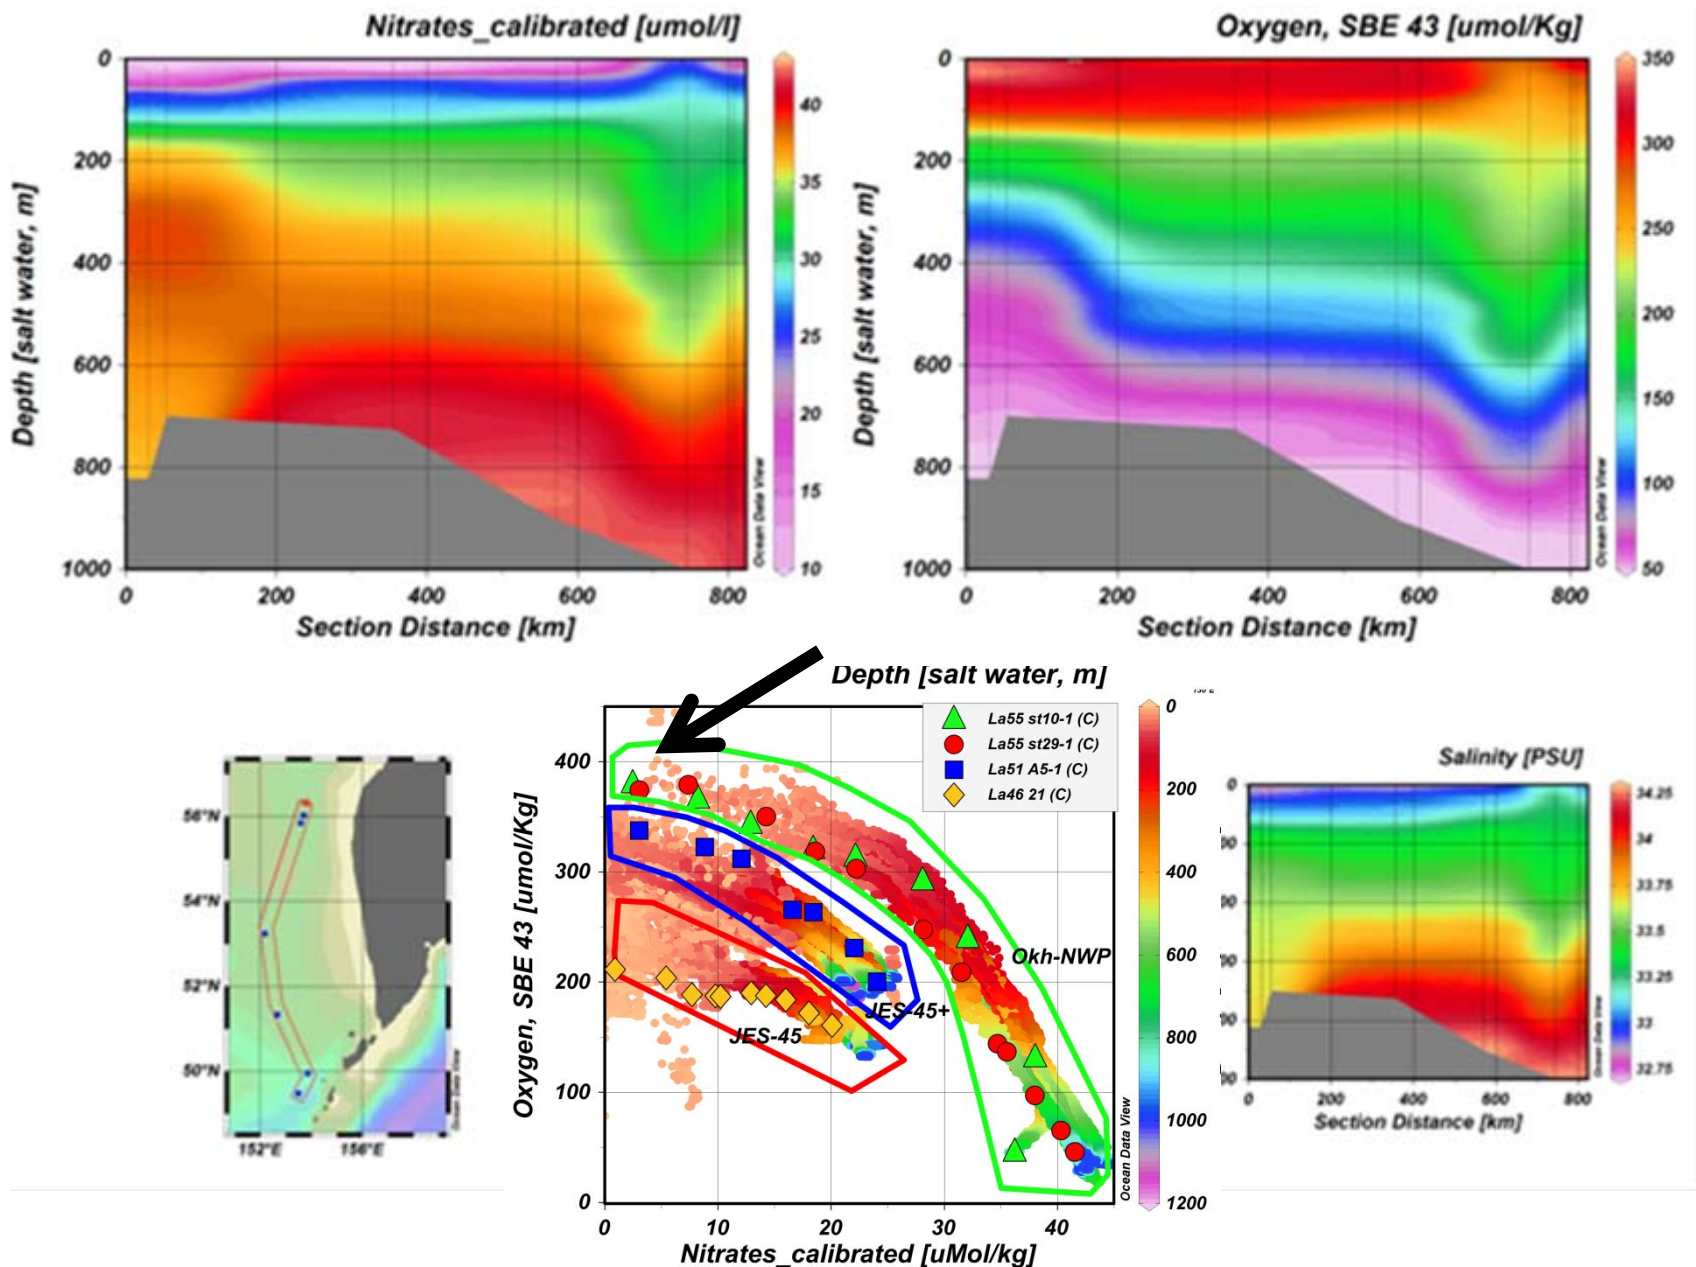 Nitrates_calibrated [umol/l]
0
200
400
600
800
1000
Depth [salt water, m]
0
200
400
600
800
Section Distance [km]
40
35
30
25
20
15
10
Ocean Data View
Oxygen, SBE 43 [umol/Kg]
0
200
400
600
800
1000
Depth [salt water, m]
0
200
400
600
800
Section Distance [km]
350
300
250
200
150
100
50
Ocean Data View
56°N
54°N
52°N
50°N
152°E
156°E
Ocean Data View
Depth [salt water, m]
La55 st10-1 (C)
La55 st29-1 (C)
La51 A5-1 (C)
La46 21 (C)
Okh-NWP
JES-45+
JES-45
400
300
200
100
0
Oxygen, SBE 43 [umol/Kg]
0
10
20
30
40
Nitrates_calibrated [uMol/kg]
0
200
400
600
800
1000
1200
Ocean Data View
Salinity [PSU]
0
0
200
400
600
800
Section Distance [km]
34.25
34
33.75
33.5
33.25
33
32.75
Ocean Data View